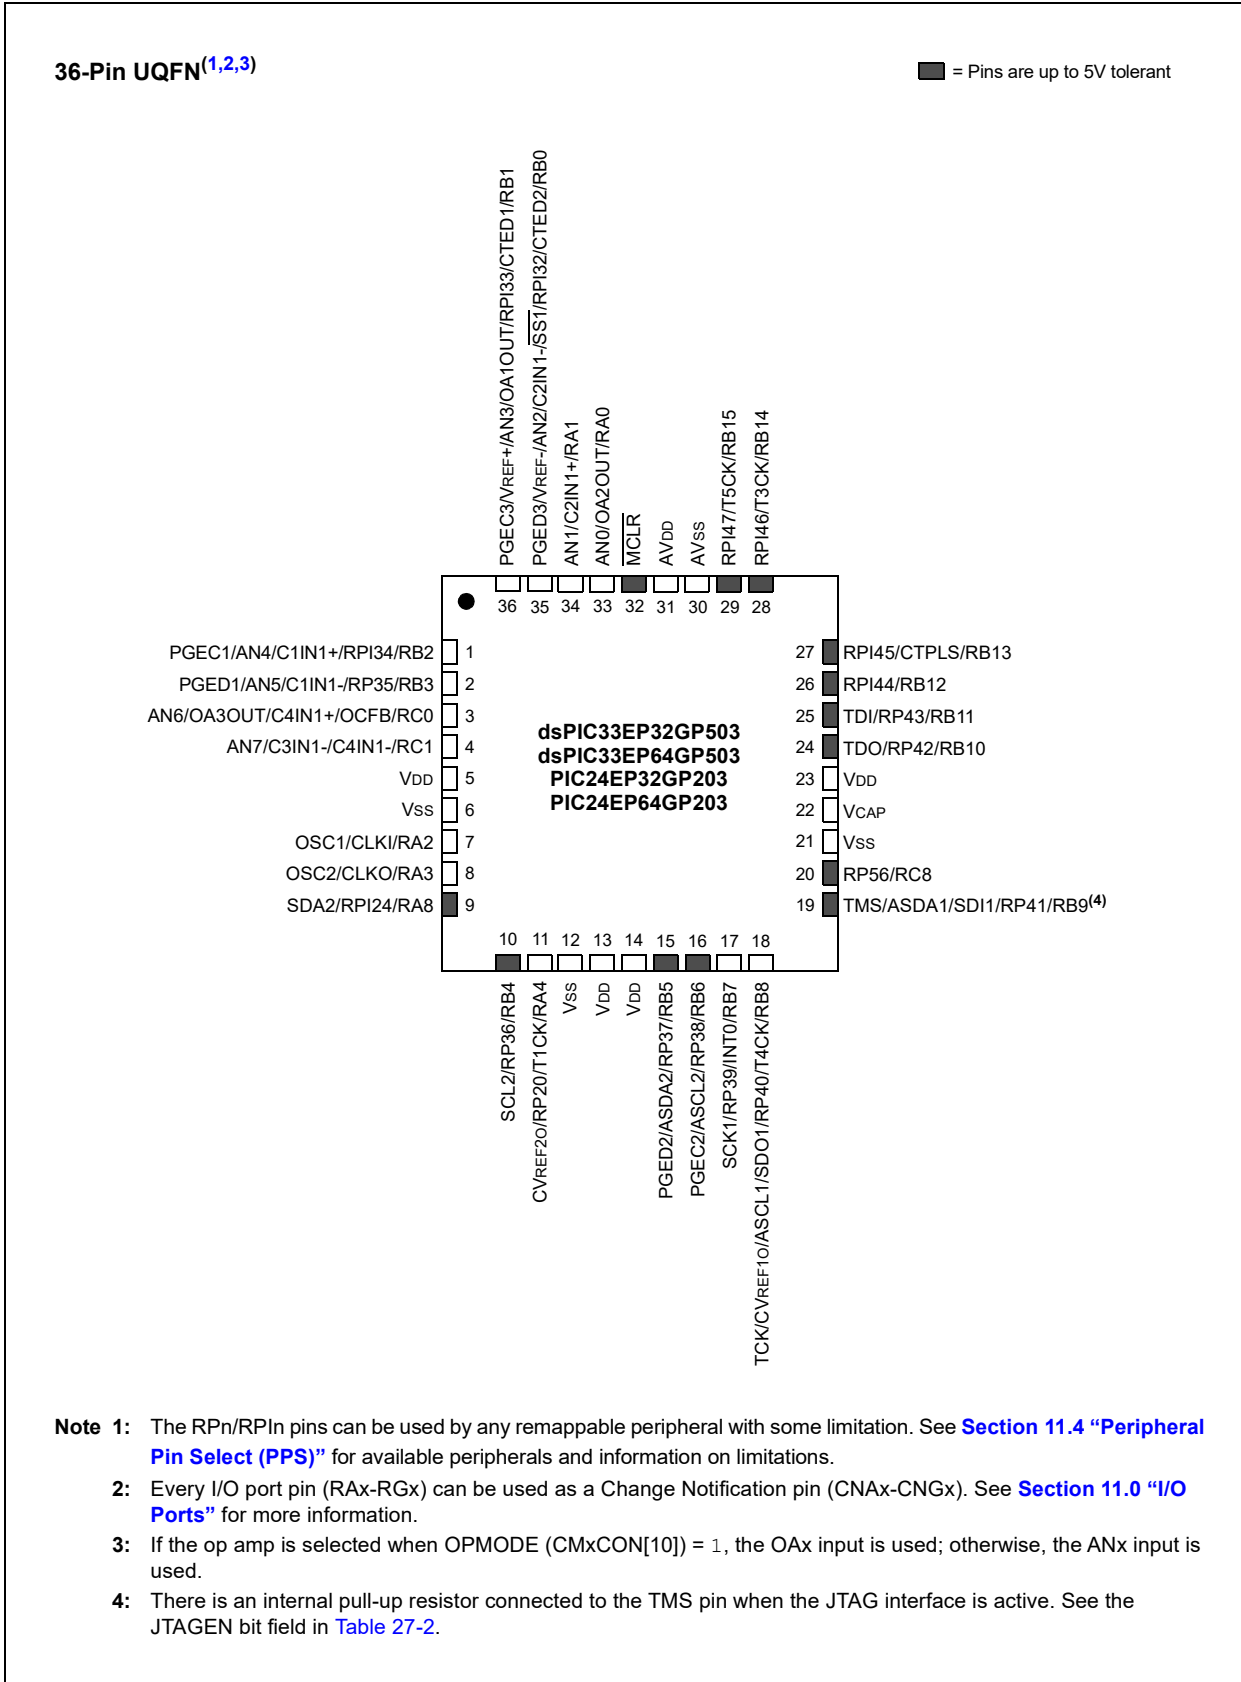 36-Pin UQFN(1,2,3)
= Pins are up to 5V tolerant
PGEC3/VREF+/AN3/OA1OUT/RPI33/CTED1/RB1
PGED3/VREF-/AN2/C2IN1-/SS1/RPI32/CTED2/RB0
AN1/C2IN1+/RA1
AN0/OA2OUT/RA0
MCLR
AVDD
AVSS
RPI47/T5CK/RB15
RPI46/T3CK/RB14
36 35 34 33 32 31 30 29 28
PGEC1/AN4/C1IN1+/RPI34/RB2 1
PGED1/AN5/C1IN1-/RP35/RB3 2
AN6/OA3OUT/C4IN1+/OCFB/RC0 3
AN7/C3IN1-/C4IN1-/RC1 4
VDD 5
VSS 6
OSC1/CLKI/RA2 7
OSC2/CLKO/RA3 8
SDA2/RPI24/RA8 9
dsPIC33EP32GP503
dsPIC33EP64GP503
PIC24EP32GP203
PIC24EP64GP203
27 RPI45/CTPLS/RB13
26 RPI44/RB12
25 TDI/RP43/RB11
24 TDO/RP42/RB10
23 VDD
22 VCAP
21 VSS
20 RP56/RC8
19 TMS/ASDA1/SDI1/RP41/RB9(4)
10 11 12 13 14 15 16 17 18
SCL2/RP36/RB4
CVREF2O/RP20/T1CK/RA4
VSS
VDD
VDD
PGED2/ASDA2/RP37/RB5
PGEC2/ASCL2/RP38/RB6
SCK1/RP39/INT0/RB7
TCK/CVREF1O/ASCL1/SDO1/RP40/T4CK/RB8
Note 1: The RPn/RPIn pins can be used by any remappable peripheral with some limitation. See Section 11.4 “Peripheral
Pin Select (PPS)” for available peripherals and information on limitations.
2: Every I/O port pin (RAx-RGx) can be used as a Change Notification pin (CNAx-CNGx). See Section 11.0 “I/O
Ports” for more information.
3: If the op amp is selected when OPMODE (CMxCON[10]) = 1, the OAx input is used; otherwise, the ANx input is
used.
4: There is an internal pull-up resistor connected to the TMS pin when the JTAG interface is active. See the
JTAGEN bit field in Table 27-2.